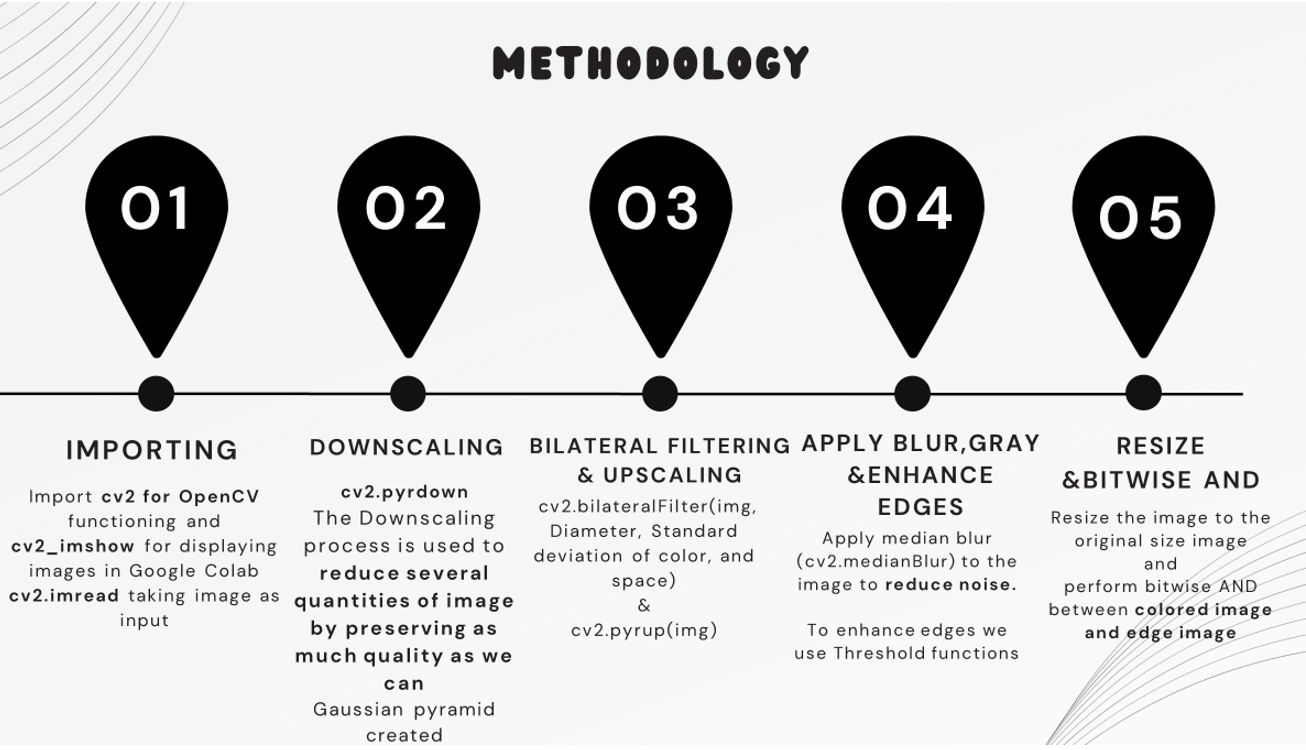 METHODOLOGY
01
02
03
04
05
IMPORTING
Import cv2 for OpenCV
functioning and
cv2_imshow for displaying
images in Google Colab
cv2.imread taking image as
input
DOWNSCALING
cv2.pyrdown
The Downscaling
process is used to
reduce several
quantities of image
by preserving as
much quality as we
can
Gaussian pyramid
created
BILATERAL FILTERING
& UPSCALING
cv2.bilateralFilter(img,
Diameter, Standard
deviation of color, and
space)
&
cv2.pyrup(img)
APPLY BLUR,GRAY
&ENHANCE
EDGES
Apply median blur
(cv2.medianBlur) to the
image to reduce noise.
To enhance edges we
use Threshold functions
RESIZE
&BITWISE AND
Resize the image to the
original size image
and
perform bitwise AND
between colored image
and edge image